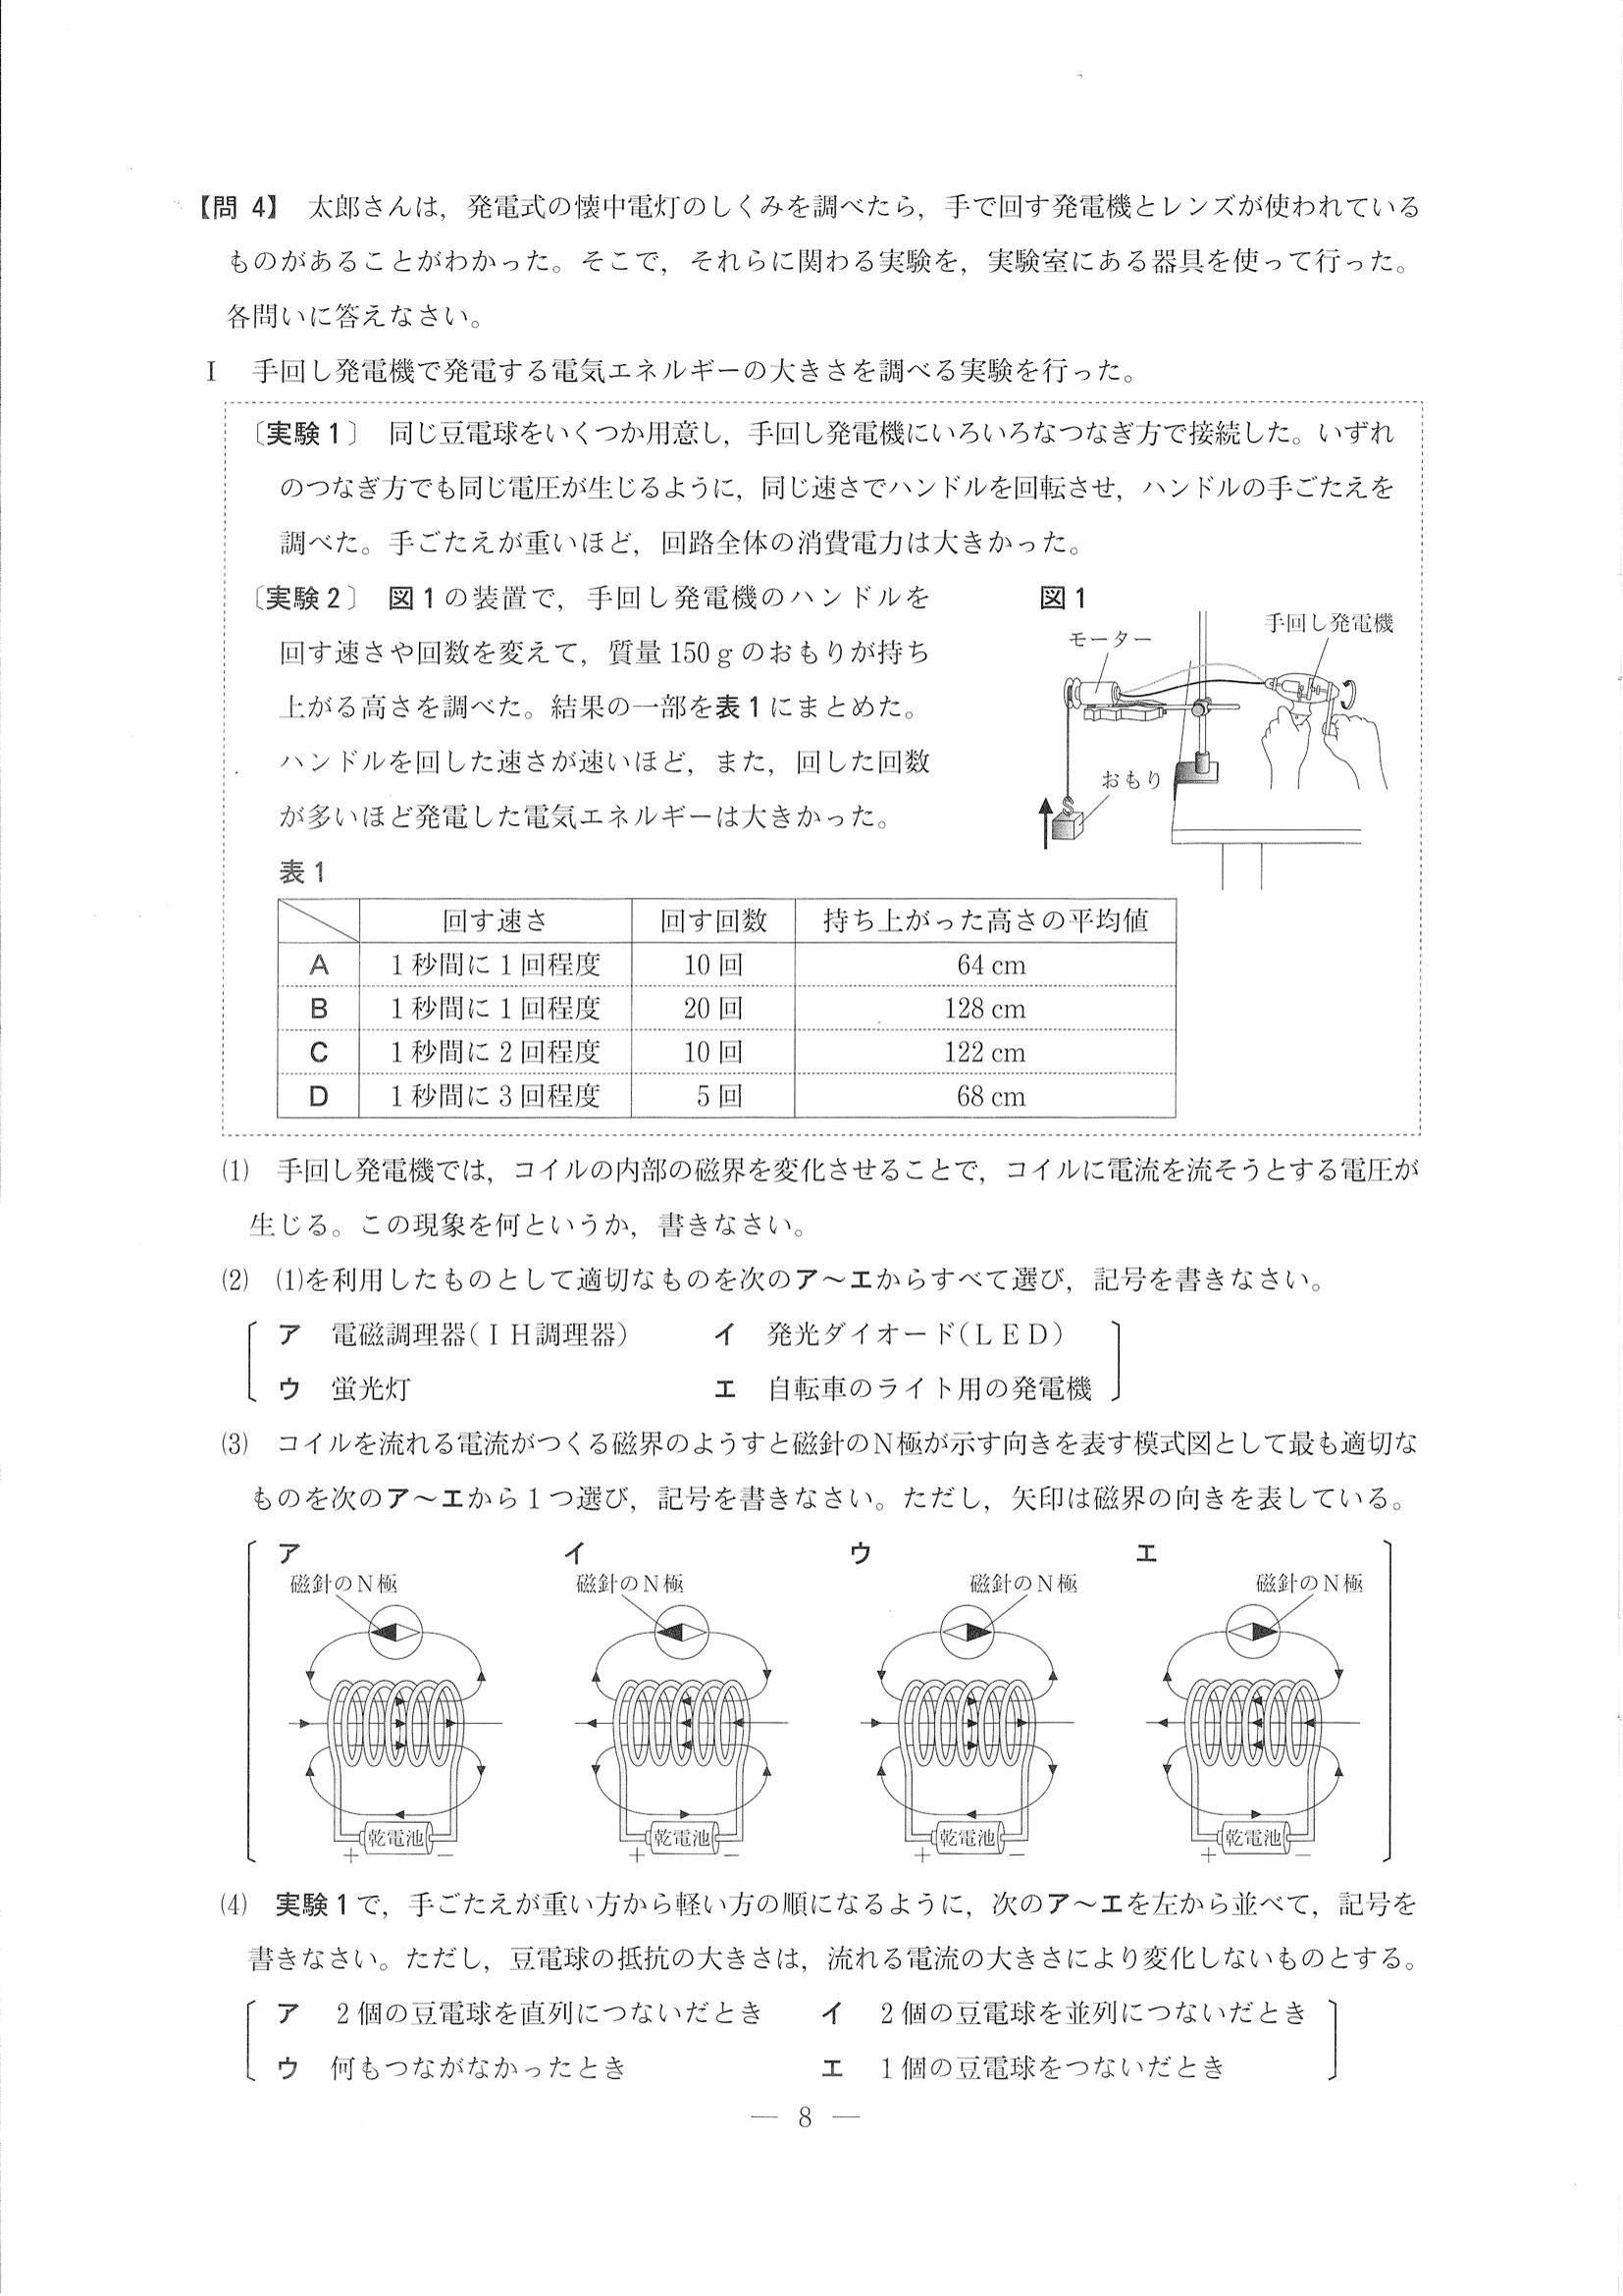 【問 4】 太郎さんは，発電式の懐中電灯のしくみを調べたら，手で回す発電機とレンズが使われている
ものがあることがわかった。そこで，それらに関わる実験を，実験室にある器具を使って行った。
各問いに答えなさい。
Ⅰ 手回し発電機で発電する電気エネルギーの大きさを調べる実験を行った。
〔実験1〕 同じ豆電球をいくつか用意し，手回し発電機にいろいろなつなぎ方で接続した。いずれ
のつなぎ方でも同じ電圧が生じるように，同じ速さでハンドルを回転させ，ハンドルの手ごたえを
調べた。手ごたえが重いほど，回路全体の消費電力は大きかった。
〔実験2〕 図1の装置で，手回し発電機のハンドルを
回す速さや回数を変えて，質量150gのおもりが持ち
上がる高さを調べた。結果の一部を表1にまとめた。
ハンドルを回した速さが速いほど，また，回した回数
が多いほど発電した電気エネルギーは大きかった。
図1
手回し発電機
モーター
おもり
表1
回す速さ 回す回数 持ち上がった高さの平均値
A 1秒間に1回程度 10回 64 cm
B 1秒間に1回程度 20回 128 cm
C 1秒間に2回程度 10回 122 cm
D 1秒間に3回程度 5回 68 cm
(1) 手回し発電機では，コイルの内部の磁界を変化させることで，コイルに電流を流そうとする電圧が
生じる。この現象を何というか，書きなさい。
(2) (1)を利用したものとして適切なものを次のア〜エからすべて選び，記号を書きなさい。
ア 電磁調理器(ＩＨ調理器) イ 発光ダイオード(ＬＥＤ)
ウ 蛍光灯 エ 自転車のライト用の発電機
(3) コイルを流れる電流がつくる磁界のようすと磁針のＮ極が示す向きを表す模式図として最も適切な
ものを次のア〜エから1つ選び，記号を書きなさい。ただし，矢印は磁界の向きを表している。
ア イ ウ エ
磁針のＮ極 磁針のＮ極 磁針のＮ極 磁針のＮ極
乾電池 乾電池 乾電池 乾電池
＋ − ＋ − ＋ − ＋ −
(4) 実験1で，手ごたえが重い方から軽い方の順になるように，次のア〜エを左から並べて，記号を
書きなさい。ただし，豆電球の抵抗の大きさは，流れる電流の大きさにより変化しないものとする。
ア 2個の豆電球を直列につないだとき イ 2個の豆電球を並列につないだとき
ウ 何もつながなかったとき エ 1個の豆電球をつないだとき
― 8 ―